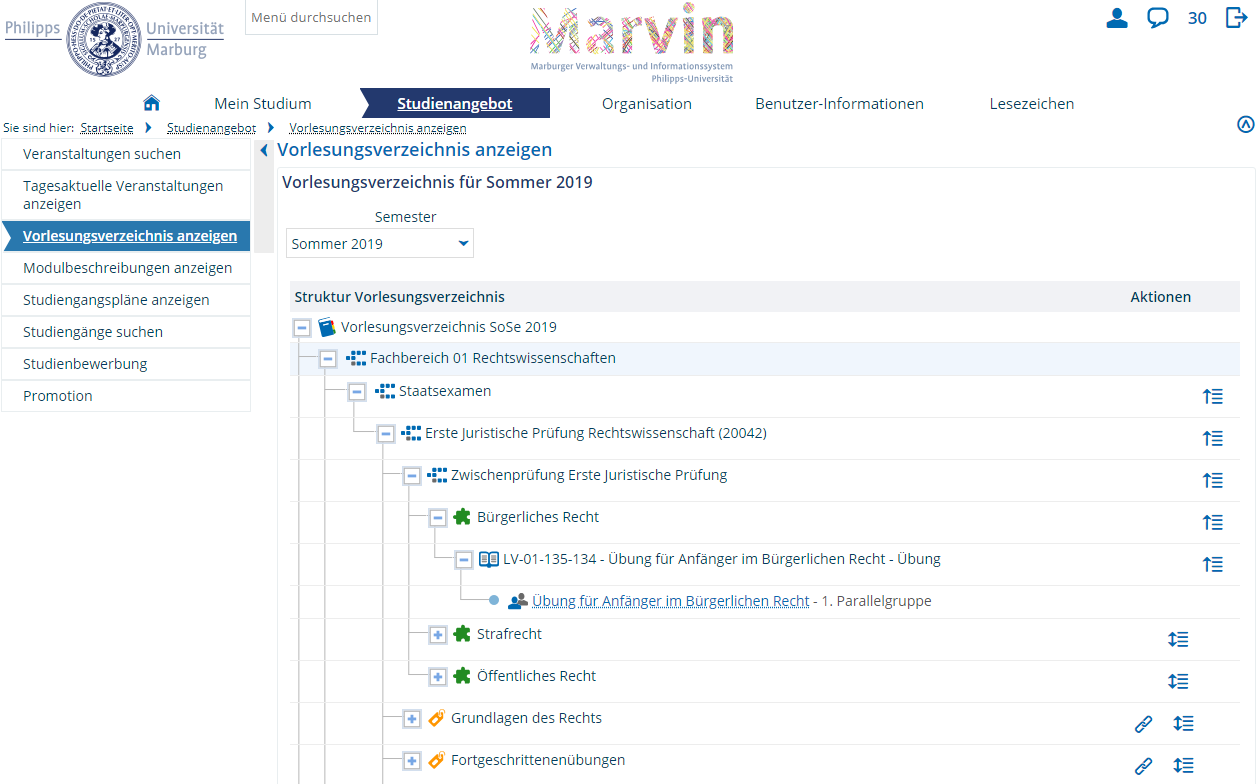 Philipps
Universität
Marburg
Menü durchsuchen
Marvin
Marburger Verwaltungs- und Informationssystem
Philipps-Universität
30
Mein Studium
Studienangebot
Organisation
Benutzer-Informationen
Lesezeichen
Sie sind hier: Startseite Studienangebot Vorlesungsverzeichnis anzeigen
Veranstaltungen suchen
Tagesaktuelle Veranstaltungen
anzeigen
Vorlesungsverzeichnis anzeigen
Modulbeschreibungen anzeigen
Studiengangspläne anzeigen
Studiengänge suchen
Studienbewerbung
Promotion
Vorlesungsverzeichnis anzeigen
Vorlesungsverzeichnis für Sommer 2019
Semester
Sommer 2019
Struktur Vorlesungsverzeichnis Aktionen
Vorlesungsverzeichnis SoSe 2019
Fachbereich 01 Rechtswissenschaften
Staatsexamen
Erste Juristische Prüfung Rechtswissenschaft (20042)
Zwischenprüfung Erste Juristische Prüfung
Bürgerliches Recht
LV-01-135-134 - Übung für Anfänger im Bürgerlichen Recht - Übung
Übung für Anfänger im Bürgerlichen Recht - 1. Parallelgruppe
Strafrecht
Öffentliches Recht
Grundlagen des Rechts
Fortgeschrittenenübungen